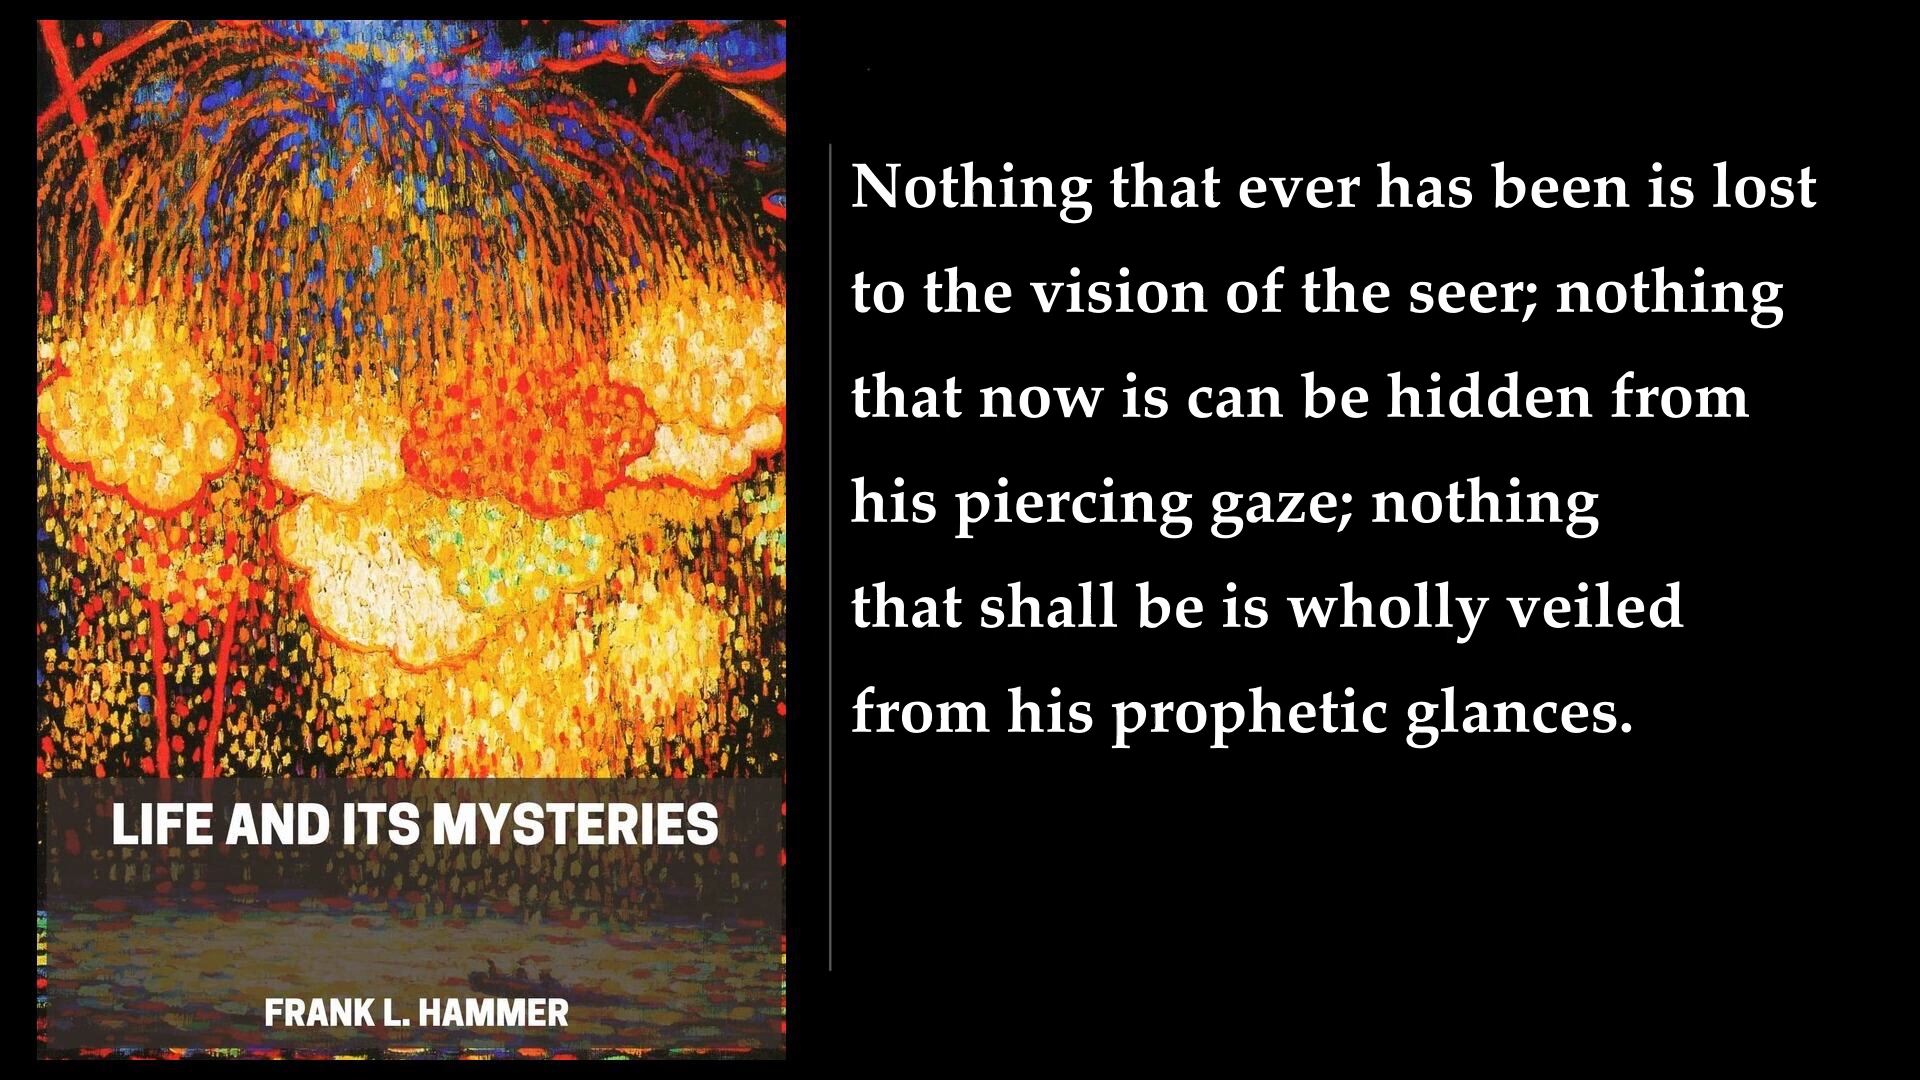 LIFE AND ITS MYSTERIES
FRANK L. HAMMER
Nothing that ever has been is lost
to the vision of the seer; nothing
that now is can be hidden from
his piercing gaze; nothing
that shall be is wholly veiled
from his prophetic glances.